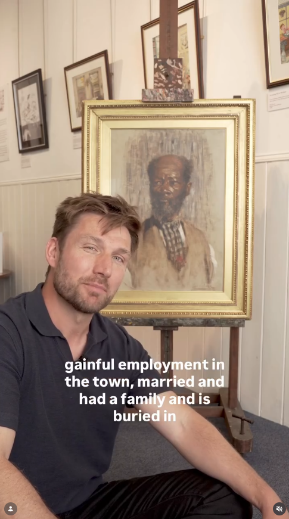 gainful employment in
the town, married and
had a family and is
buried in